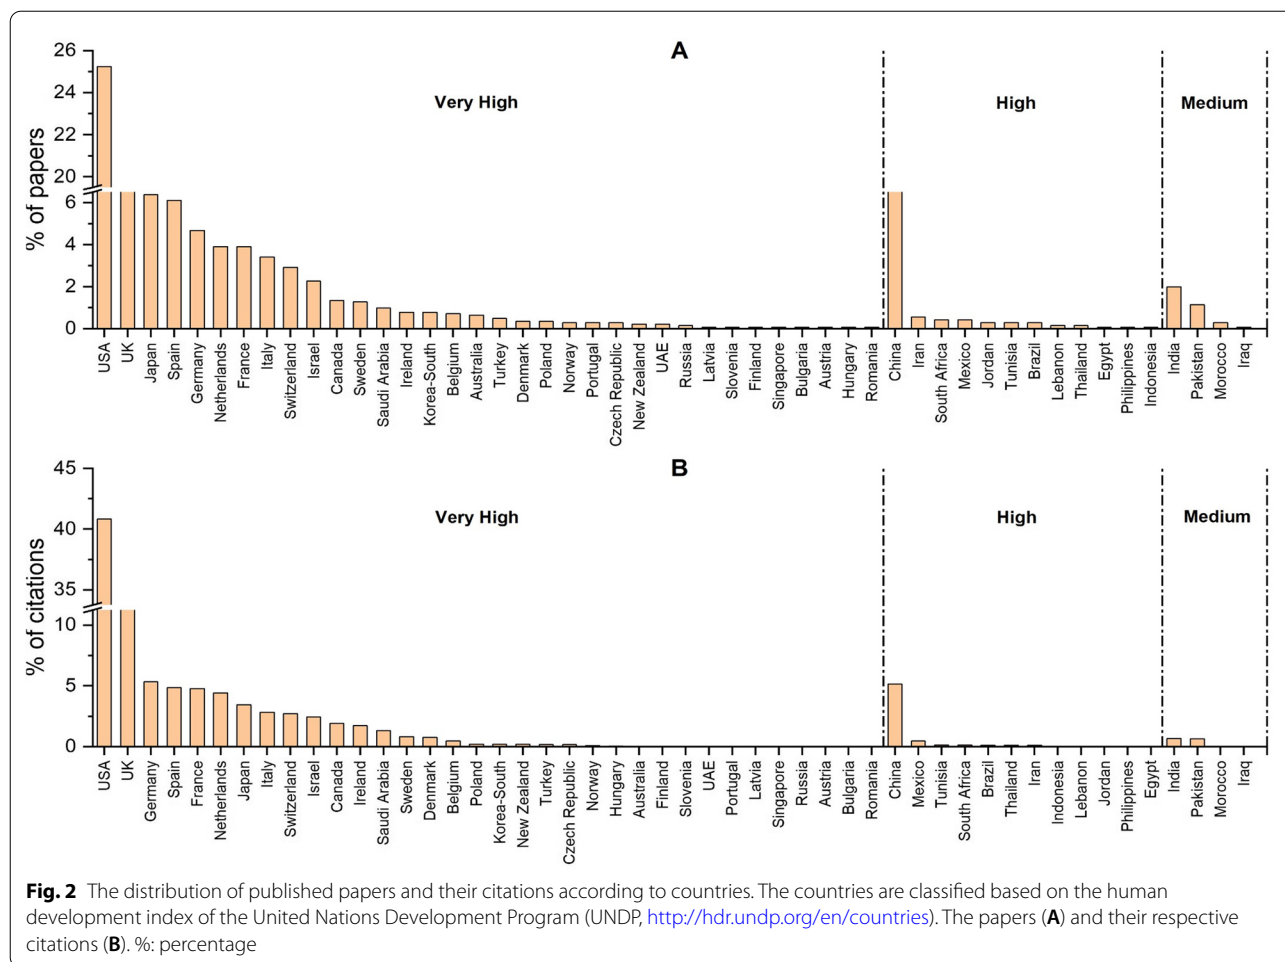 A
26
24
22
20
6
4
2
0
% of papers
Very High
High
Medium
USA
UK
Japan
Spain
Germany
Netherlands
France
Italy
Switzerland
Israel
Canada
Sweden
Saudi Arabia
Ireland
Korea-South
Belgium
Australia
Turkey
Denmark
Poland
Norway
Portugal
Czech Republic
New Zealand
UAE
Russia
Latvia
Slovenia
Finland
Singapore
Bulgaria
Austria
Hungary
Romania
China
Iran
South Africa
Mexico
Jordan
Tunisia
Brazil
Lebanon
Thailand
Egypt
Philippines
Indonesia
India
Pakistan
Morocco
Iraq
B
45
40
35
10
5
0
% of citations
Very High
High
Medium
USA
UK
Germany
Spain
France
Netherlands
Japan
Italy
Switzerland
Israel
Canada
Ireland
Saudi Arabia
Sweden
Denmark
Belgium
Poland
Korea-South
New Zealand
Turkey
Czech Republic
Norway
Hungary
Australia
Finland
Slovenia
UAE
Portugal
Latvia
Singapore
Russia
Austria
Bulgaria
Romania
China
Mexico
Tunisia
South Africa
Brazil
Thailand
Iran
Indonesia
Lebanon
Jordan
Philippines
Egypt
India
Pakistan
Morocco
Iraq
Fig. 2 The distribution of published papers and their citations according to countries. The countries are classified based on the human
development index of the United Nations Development Program (UNDP, http://hdr.undp.org/en/countries). The papers (A) and their respective
citations (B). %: percentage